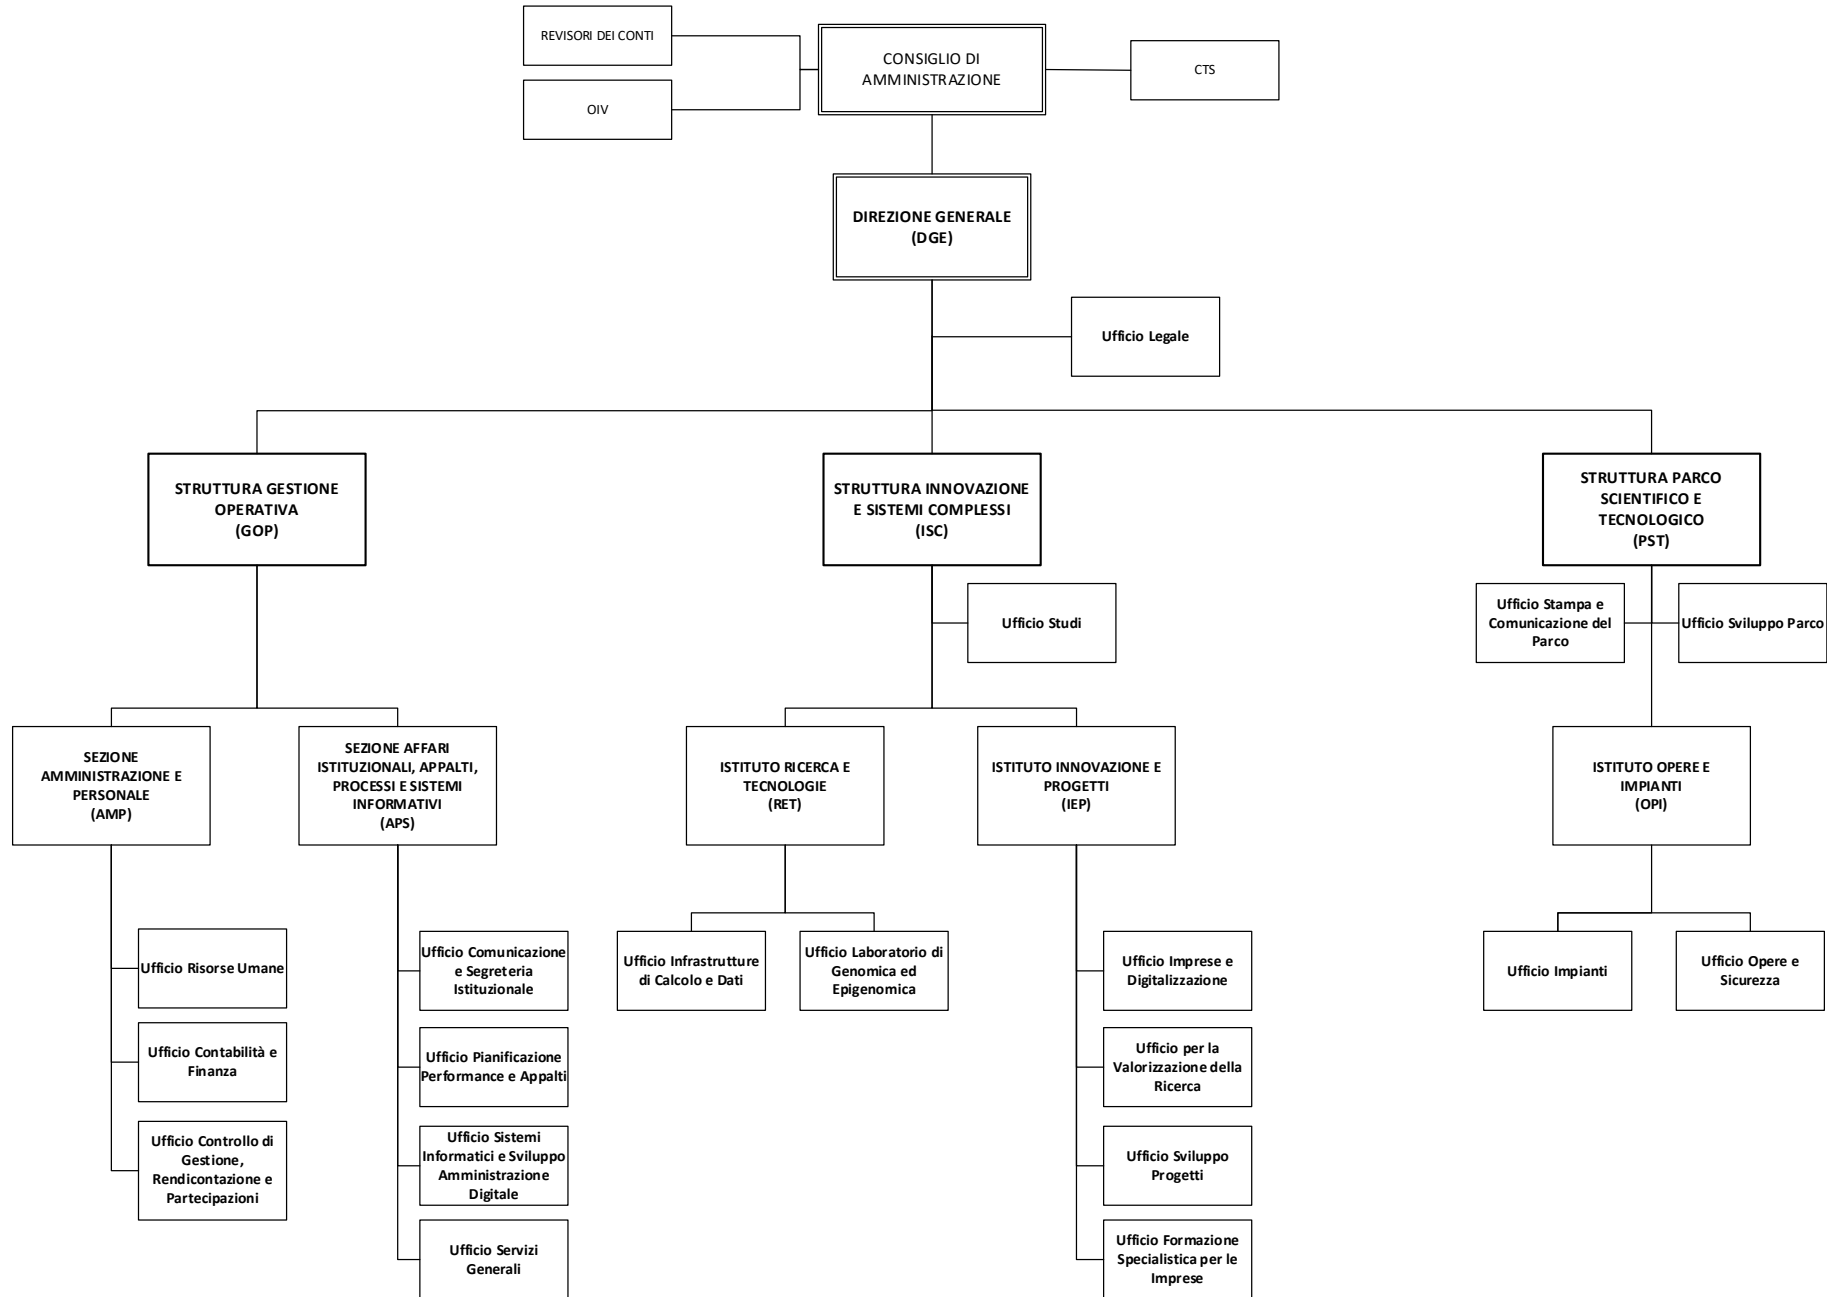 REVISORI DEI CONTI
OIV
CONSIGLIO DI
AMMINISTRAZIONE
CTS
DIREZIONE GENERALE
(DGE)
Ufficio Legale
STRUTTURA GESTIONE
OPERATIVA
(GOP)
STRUTTURA INNOVAZIONE
E SISTEMI COMPLESSI
(ISC)
STRUTTURA PARCO
SCIENTIFICO E
TECNOLOGICO
(PST)
Ufficio Studi
Ufficio Stampa e
Comunicazione del
Parco
Ufficio Sviluppo Parco
SEZIONE
AMMINISTRAZIONE E
PERSONALE
(AMP)
SEZIONE AFFARI
ISTITUZIONALI, APPALTI,
PROCESSI E SISTEMI
INFORMATIVI
(APS)
ISTITUTO RICERCA E
TECNOLOGIE
(RET)
ISTITUTO INNOVAZIONE E
PROGETTI
(IEP)
ISTITUTO OPERE E
IMPIANTI
(OPI)
Ufficio Risorse Umane
Ufficio Contabilità e
Finanza
Ufficio Controllo di
Gestione,
Rendicontazione e
Partecipazioni
Ufficio Comunicazione
e Segreteria
Istituzionale
Ufficio Pianificazione
Performance e Appalti
Ufficio Sistemi
Informatici e Sviluppo
Amministrazione
Digitale
Ufficio Servizi
Generali
Ufficio Infrastrutture
di Calcolo e Dati
Ufficio Laboratorio di
Genomica ed
Epigenomica
Ufficio Imprese e
Digitalizzazione
Ufficio per la
Valorizzazione della
Ricerca
Ufficio Sviluppo
Progetti
Ufficio Formazione
Specialistica per le
Imprese
Ufficio Impianti
Ufficio Opere e
Sicurezza